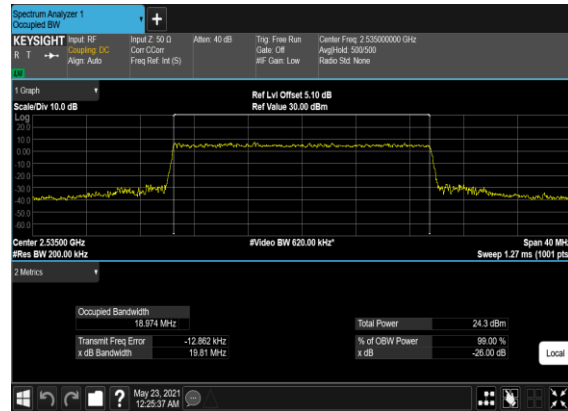 Spectrum Analyzer 1
Occupied BW
+
KEYSIGHT
R T
LU
Input: RF
Coupling: DC
Align: Auto
Input Z: 50 Ω
Corr CCorr
Freq Ref: Int (S)
Atten: 40 dB
Trig: Free Run
Gate: Off
#IF Gain: Low
Center Freq: 2.535000000 GHz
Avg|Hold: 500/500
Radio Std: None
1 Graph
Scale/Div 10.0 dB
Ref Lvl Offset 5.10 dB
Ref Value 30.00 dBm
Log
20.0
10.0
0.00
-10.0
-20.0
-30.0
-40.0
-50.0
-60.0
Center 2.53500 GHz
#Res BW 200.00 kHz
#Video BW 620.00 kHz*
Span 40 MHz
Sweep 1.27 ms (1001 pts
2 Metrics
Occupied Bandwidth
18.974 MHz
Transmit Freq Error -12.862 kHz
x dB Bandwidth 19.81 MHz
Total Power 24.3 dBm
% of OBW Power 99.00 %
x dB -26.00 dB
Local
?
May 23, 2021
12:25:37 AM